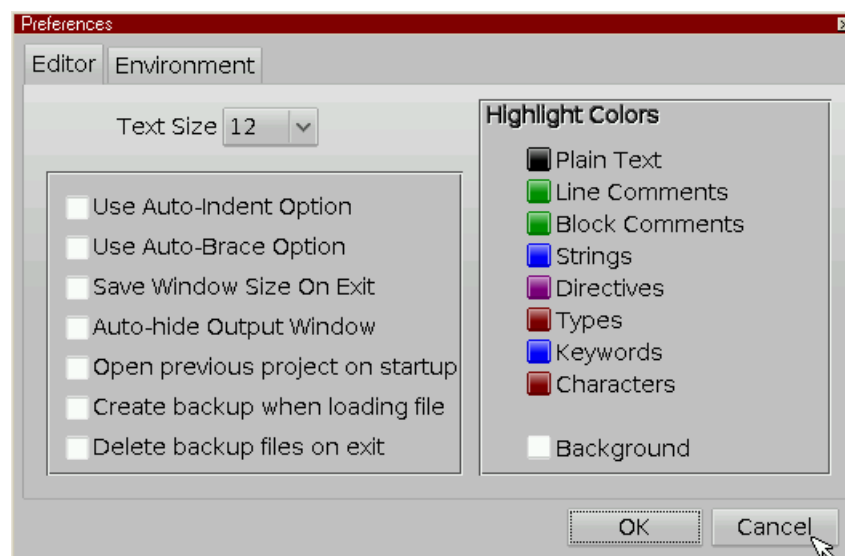 Preferences
Editor Environment
Text Size 12
Use Auto-Indent Option
Use Auto-Brace Option
Save Window Size On Exit
Auto-hide Output Window
Open previous project on startup
Create backup when loading file
Delete backup files on exit
Highlight Colors
Plain Text
Line Comments
Block Comments
Strings
Directives
Types
Keywords
Characters
Background
OK Cancel